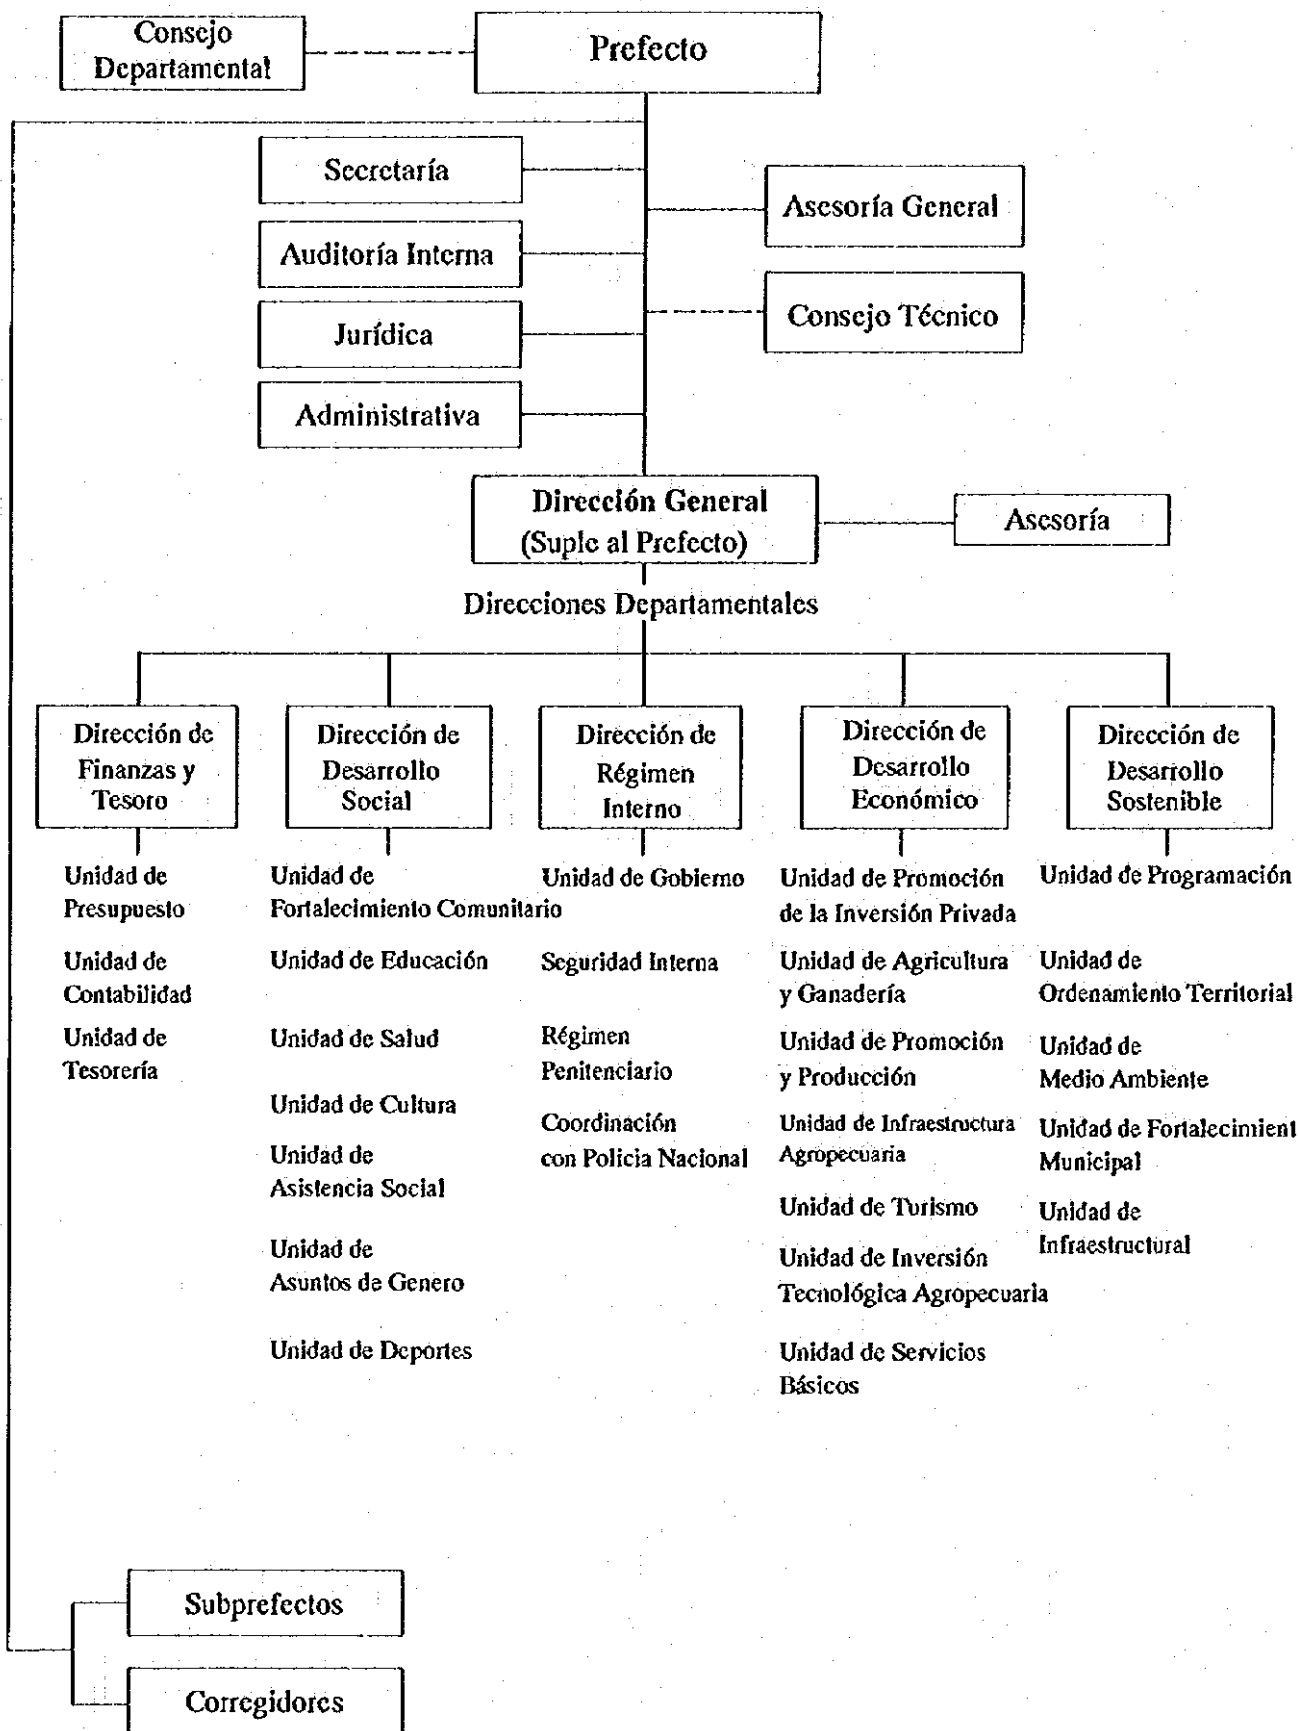 Consejo
Departamental
Prefecto
Secretaría
Asesoría General
Auditoría Interna
Consejo Técnico
Jurídica
Administrativa
Dirección General
(Suple al Prefecto)
Asesoría
Direcciones Departamentales
Dirección de
Finanzas y
Tesoro
Dirección de
Desarrollo
Social
Dirección de
Régimen
Interno
Dirección de
Desarrollo
Económico
Dirección de
Desarrollo
Sostenible
Unidad de
Presupuesto
Unidad de
Contabilidad
Unidad de
Tesorería
Unidad de
Fortalecimiento Comunitario
Unidad de Educación
Unidad de Salud
Unidad de Cultura
Unidad de
Asistencia Social
Unidad de
Asuntos de Genero
Unidad de Deportes
Unidad de Gobierno
Seguridad Interna
Régimen
Penitenciario
Coordinación
con Policia Nacional
Unidad de Promoción
de la Inversión Privada
Unidad de Agricultura
y Ganadería
Unidad de Promoción
y Producción
Unidad de Infraestructura
Agropecuaria
Unidad de Turismo
Unidad de Inversión
Tecnológica Agropecuaria
Unidad de Servicios
Básicos
Unidad de Programación
Unidad de
Ordenamiento Territorial
Unidad de
Medio Ambiente
Unidad de Fortalecimient
Municipal
Unidad de
Infraestructural
Subprefectos
Corregidores